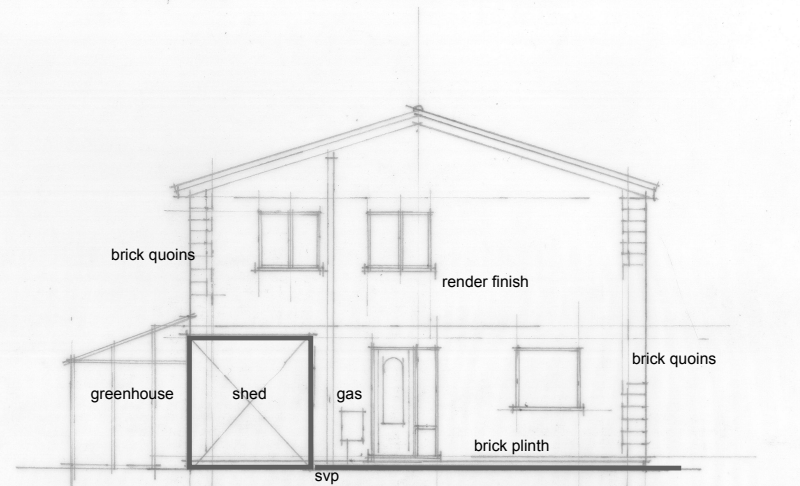 brick quoins
render finish
brick quoins
greenhouse
shed
gas
brick plinth
svp